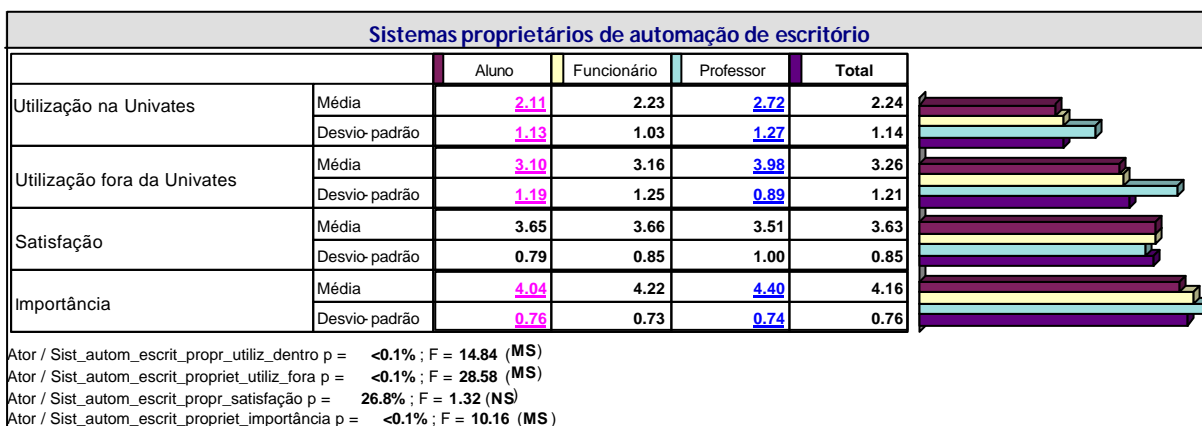 Sistemas proprietários de automação de escritório
Aluno Funcionário Professor Total
Utilização na Univates Média 2.11 2.23 2.72 2.24
Desvio-padrão 1.13 1.03 1.27 1.14
Utilização fora da Univates Média 3.10 3.16 3.98 3.26
Desvio-padrão 1.19 1.25 0.89 1.21
Satisfação Média 3.65 3.66 3.51 3.63
Desvio-padrão 0.79 0.85 1.00 0.85
Importância Média 4.04 4.22 4.40 4.16
Desvio-padrão 0.76 0.73 0.74 0.76
Ator / Sist_autom_escrit_propr_utiliz_dentro p = <0.1% ; F = 14.84 (MS)
Ator / Sist_autom_escrit_propriet_utiliz_fora p = <0.1% ; F = 28.58 (MS)
Ator / Sist_autom_escrit_propr_satisfação p = 26.8% ; F = 1.32 (NS)
Ator / Sist_autom_escrit_propriet_importância p = <0.1% ; F = 10.16 (MS)